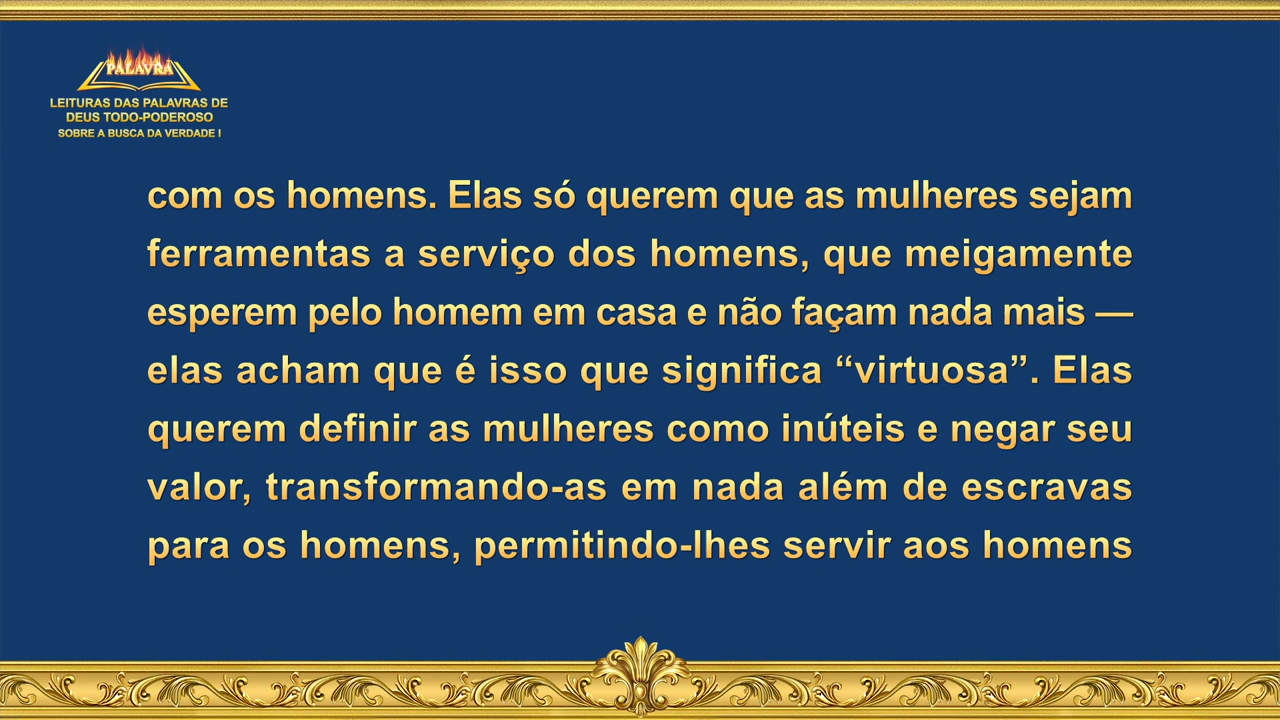 PALAVRA
LEITURAS DAS PALAVRAS DE
DEUS TODO-PODEROSO
SOBRE A BUSCA DA VERDADE I
com os homens. Elas só querem que as mulheres sejam
ferramentas a serviço dos homens, que meigamente
esperem pelo homem em casa e não façam nada mais —
elas acham que é isso que significa “virtuosa”. Elas
querem definir as mulheres como inúteis e negar seu
valor, transformando-as em nada além de escravas
para os homens, permitindo-lhes servir aos homens